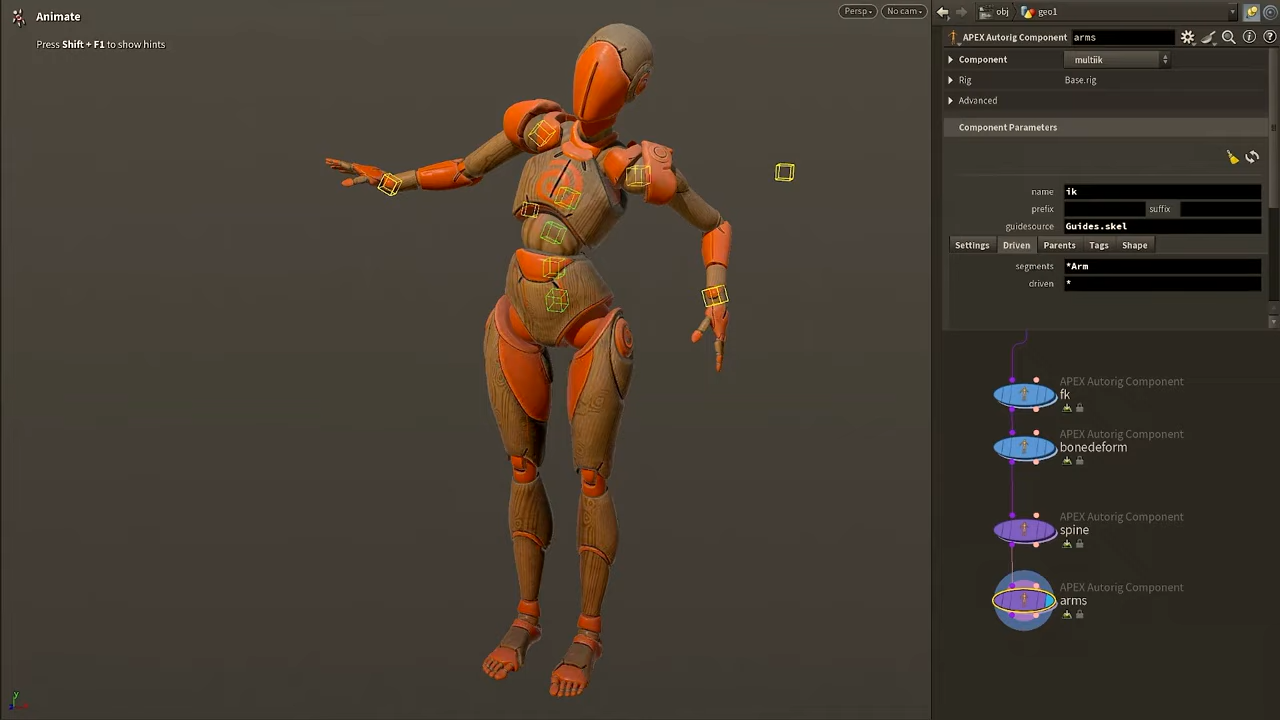 Animate
Persp
No cam
obj
geo1
Press Shift + F1 to show hints
APEX Autorig Component
arms
Component
multiik
Rig
Base.rig
Advanced
Component Parameters
name
ik
prefix
suffix
guidesource
Guides.skel
Settings
Driven
Parents
Tags
Shape
segments
*Arm
driven
*
APEX Autorig Component
fk
APEX Autorig Component
bonedeform
APEX Autorig Component
spine
APEX Autorig Component
arms
y